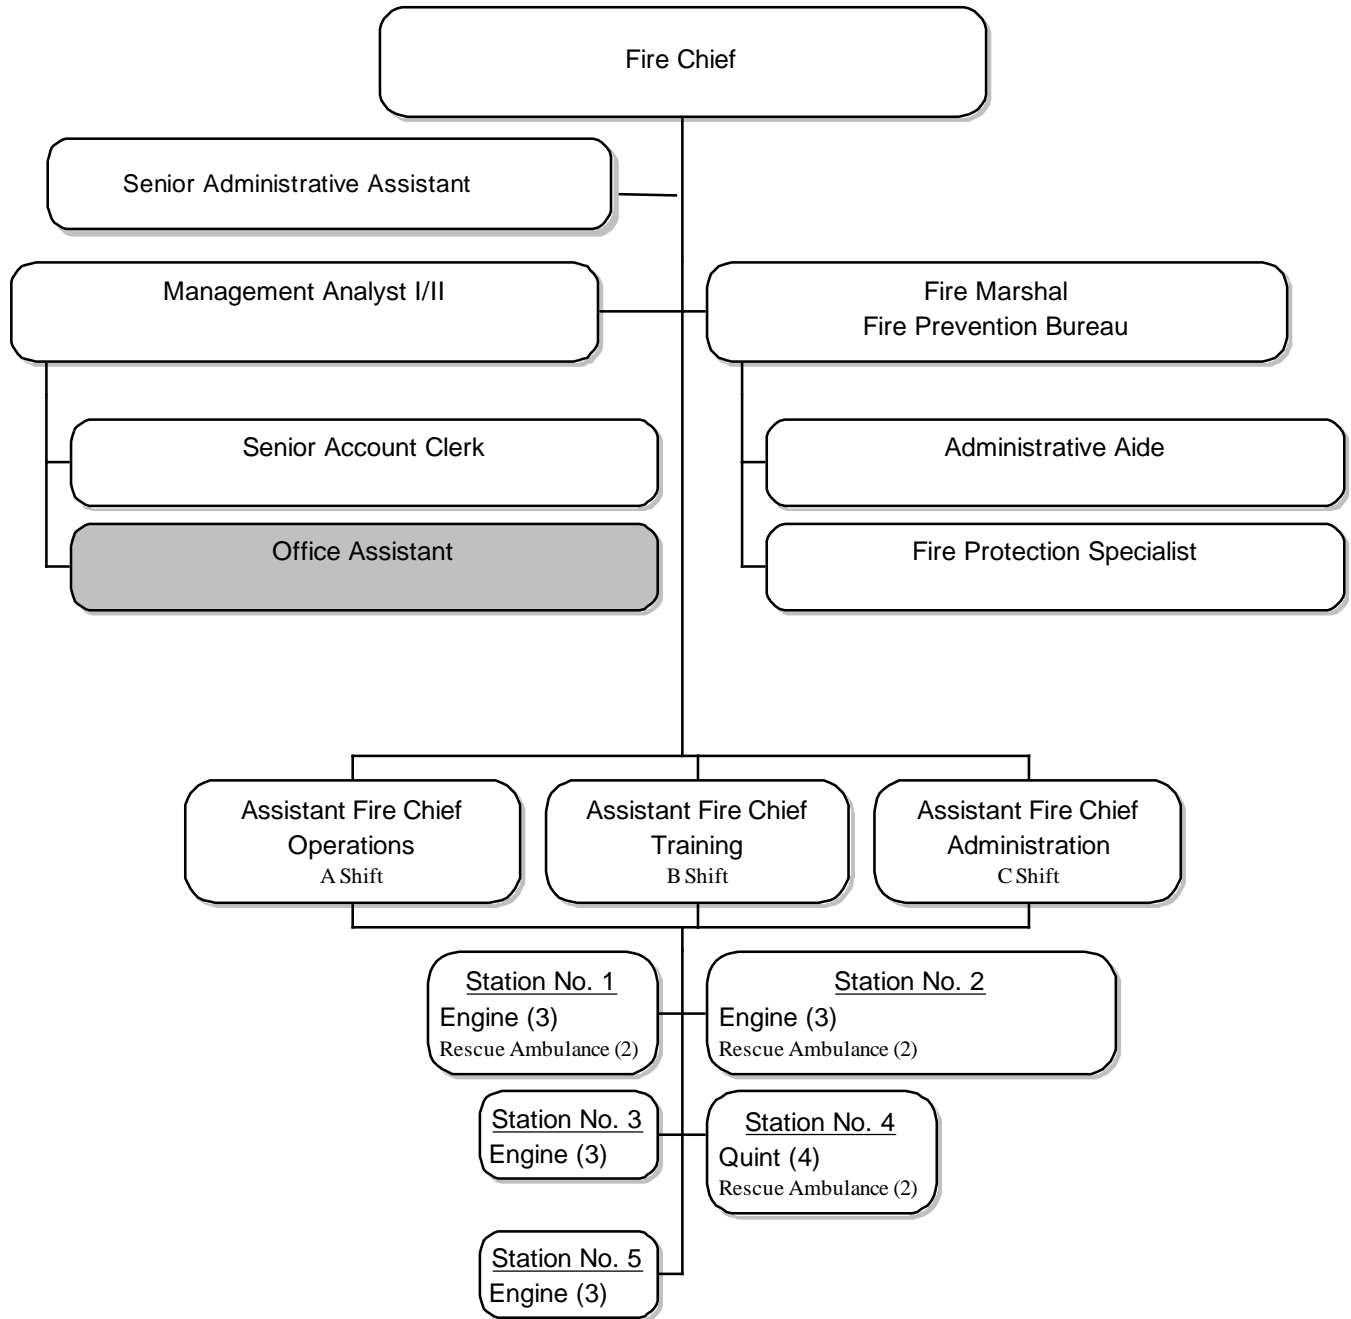 Fire Chief
Senior Administrative Assistant
Management Analyst I/II
Fire Marshal
Fire Prevention Bureau
Senior Account Clerk
Administrative Aide
Office Assistant
Fire Protection Specialist
Assistant Fire Chief
Operations
A Shift
Assistant Fire Chief
Training
B Shift
Assistant Fire Chief
Administration
C Shift
Station No. 1
Engine (3)
Rescue Ambulance (2)
Station No. 2
Engine (3)
Rescue Ambulance (2)
Station No. 3
Engine (3)
Station No. 4
Quint (4)
Rescue Ambulance (2)
Station No. 5
Engine (3)